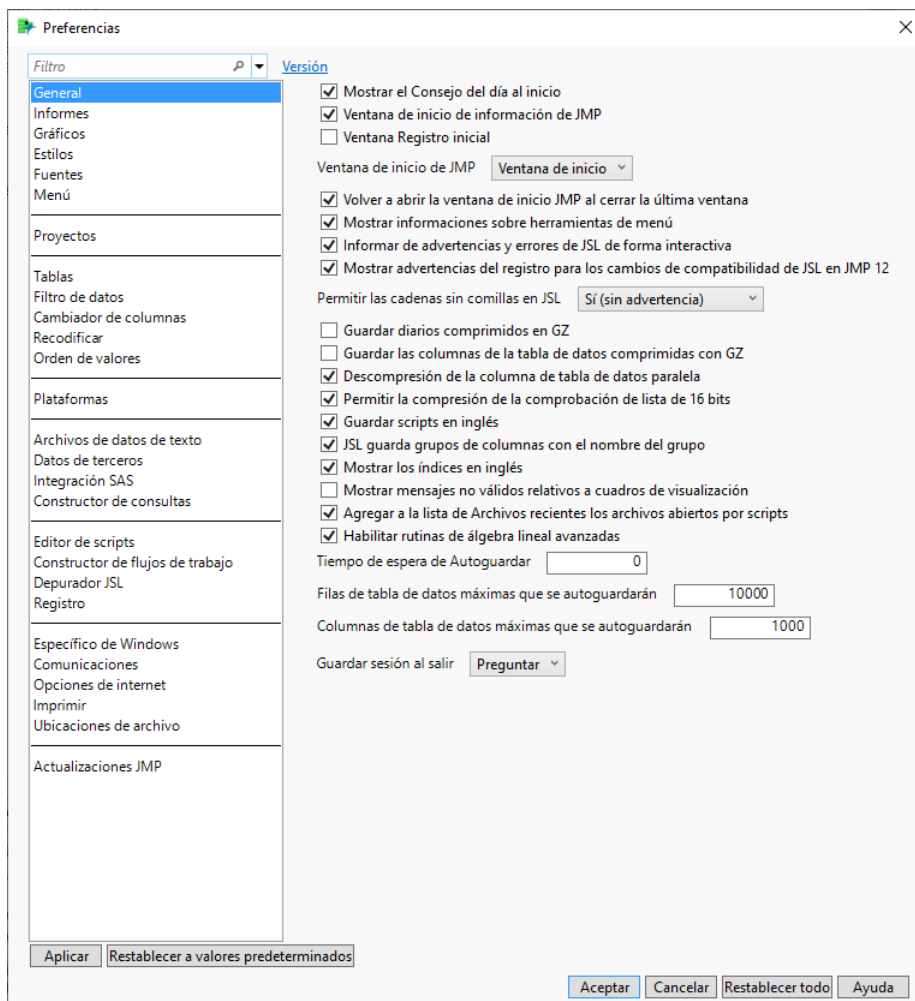 Preferencias
Filtro
Versión
General
Informes
Gráficos
Estilos
Fuentes
Menú
Proyectos
Tablas
Filtro de datos
Cambiador de columnas
Recodificar
Orden de valores
Plataformas
Archivos de datos de texto
Datos de terceros
Integración SAS
Constructor de consultas
Editor de scripts
Constructor de flujos de trabajo
Depurador JSL
Registro
Específico de Windows
Comunicaciones
Opciones de internet
Imprimir
Ubicaciones de archivo
Actualizaciones JMP
Mostrar el Consejo del día al inicio
Ventana de inicio de información de JMP
Ventana Registro inicial
Ventana de inicio de JMP Ventana de inicio
Volver a abrir la ventana de inicio JMP al cerrar la última ventana
Mostrar informaciones sobre herramientas de menú
Informar de advertencias y errores de JSL de forma interactiva
Mostrar advertencias del registro para los cambios de compatibilidad de JSL en JMP 12
Permitir las cadenas sin comillas en JSL Sí (sin advertencia)
Guardar diarios comprimidos en GZ
Guardar las columnas de la tabla de datos comprimidas con GZ
Descompresión de la columna de tabla de datos paralela
Permitir la compresión de la comprobación de lista de 16 bits
Guardar scripts en inglés
JSL guarda grupos de columnas con el nombre del grupo
Mostrar los índices en inglés
Mostrar mensajes no válidos relativos a cuadros de visualización
Agregar a la lista de Archivos recientes los archivos abiertos por scripts
Habilitar rutinas de álgebra lineal avanzadas
Tiempo de espera de Autoguardar 0
Filas de tabla de datos máximas que se autoguardarán 10000
Columnas de tabla de datos máximas que se autoguardarán 1000
Guardar sesión al salir Preguntar
Aplicar Restablecer a valores predeterminados
Aceptar Cancelar Restablecer todo Ayuda